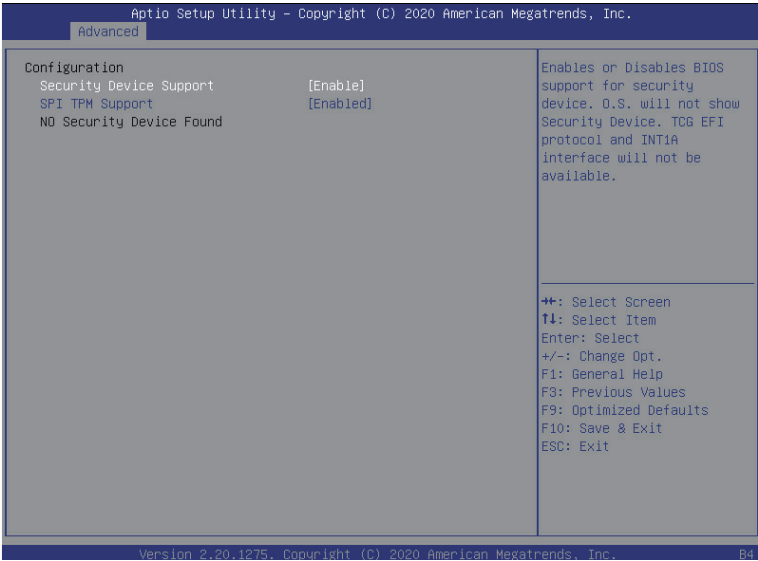 Aptio Setup Utility – Copyright (C) 2020 American Megatrends, Inc.
Advanced
Configuration
Security Device Support [Enable]
SPI TPM Support [Enabled]
NO Security Device Found
Enables or Disables BIOS
support for security
device. O.S. will not show
Security Device. TCG EFI
protocol and INT1A
interface will not be
available.
→←: Select Screen
↑↓: Select Item
Enter: Select
+/-: Change Opt.
F1: General Help
F3: Previous Values
F9: Optimized Defaults
F10: Save & Exit
ESC: Exit
Version 2.20.1275. Copyright (C) 2020 American Megatrends, Inc.
B4